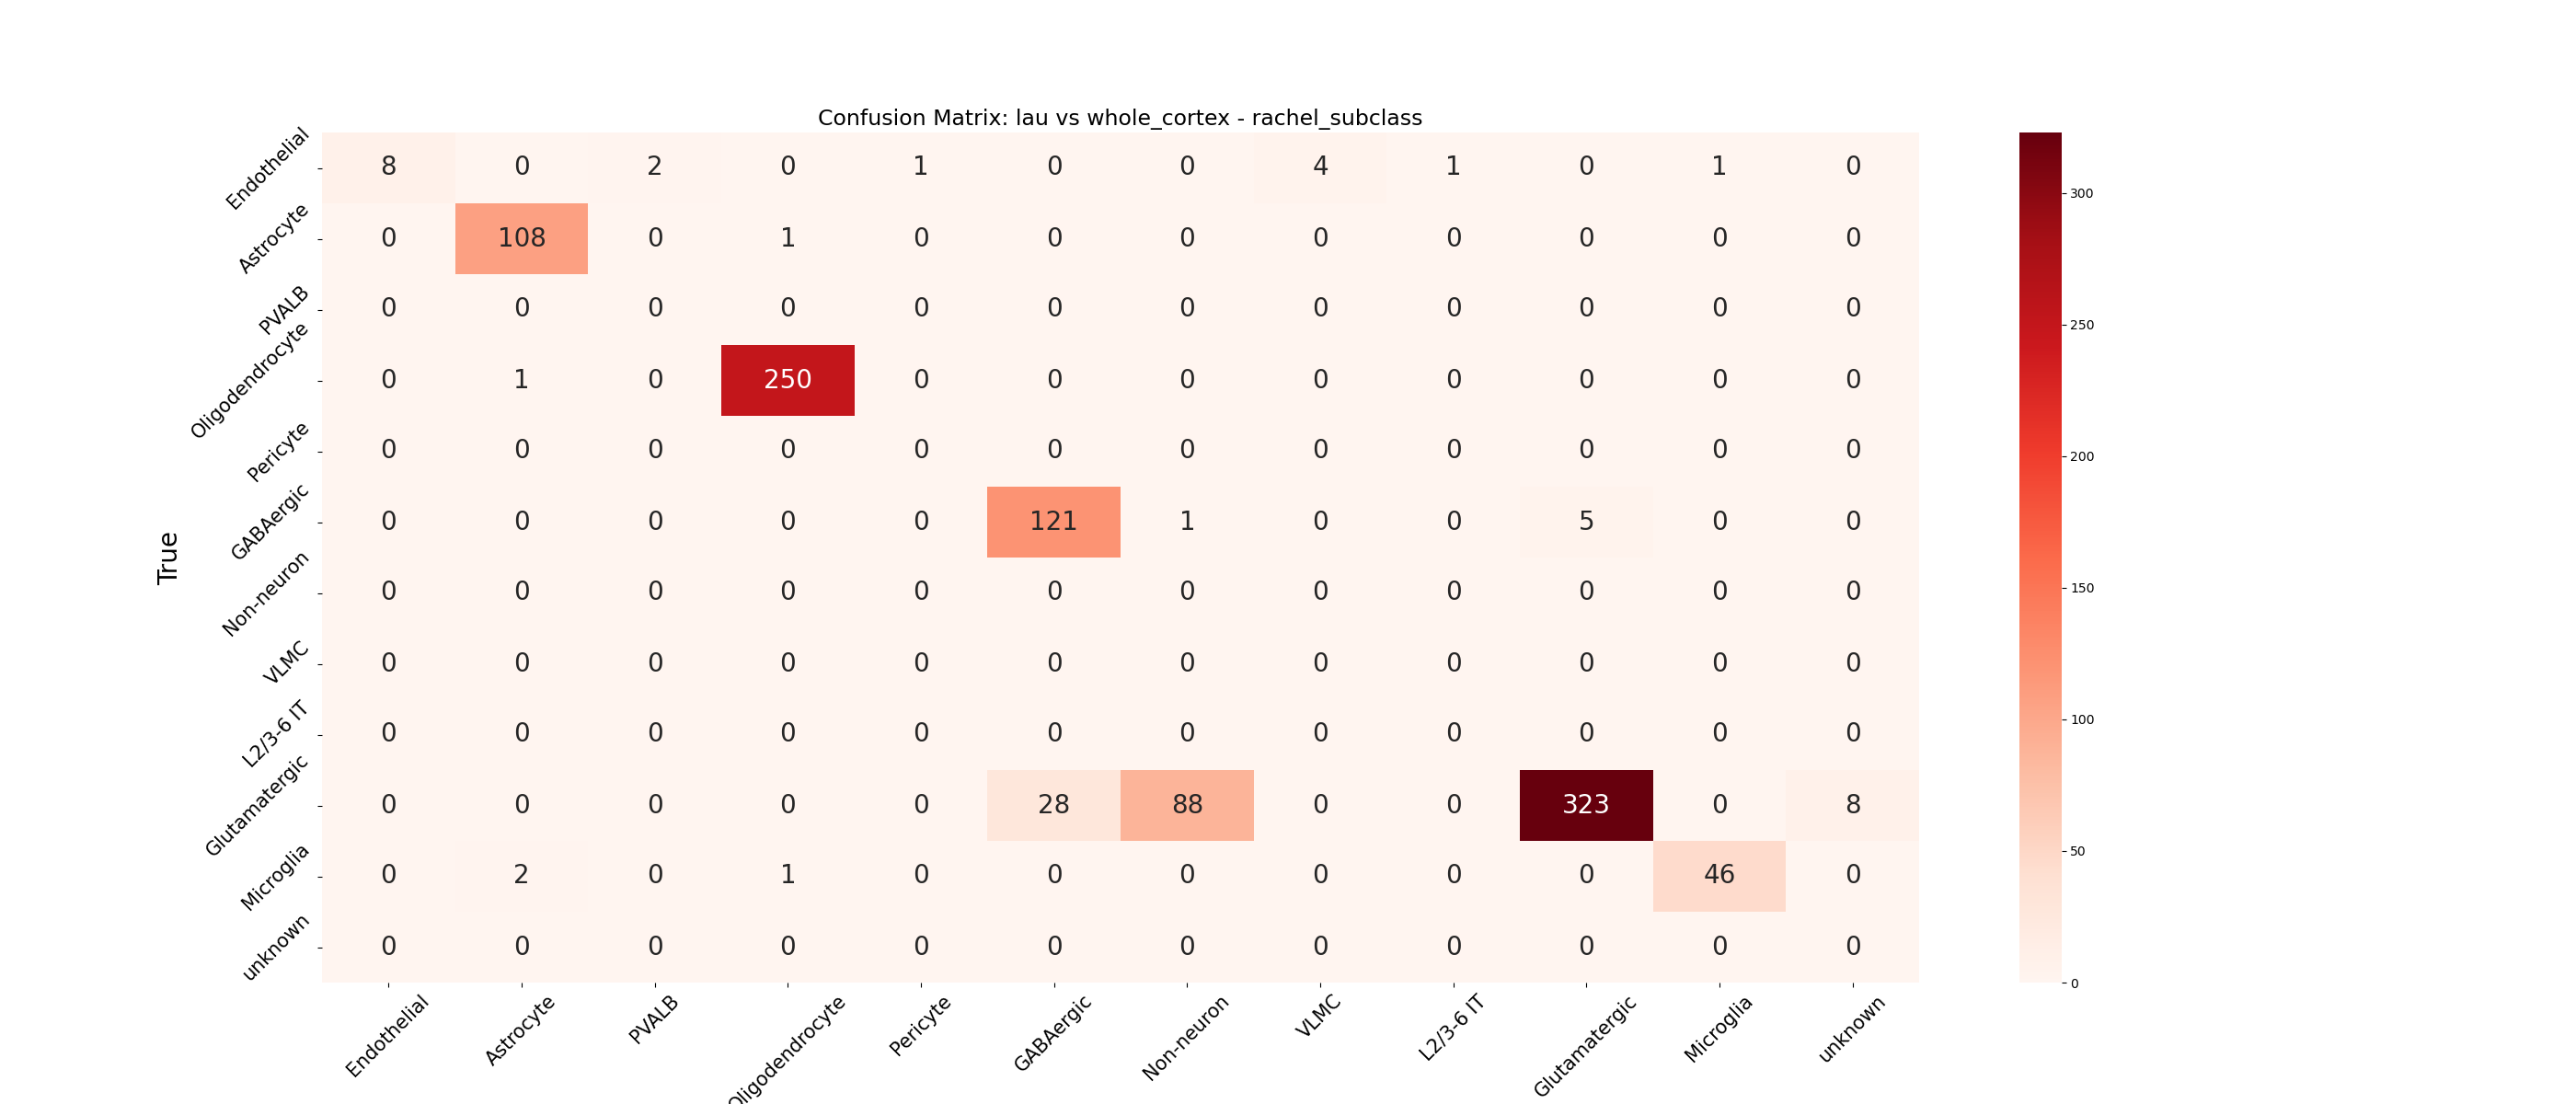 Confusion Matrix: lau vs whole_cortex - rachel_subclass
True
Endothelial 8 0 2 0 1 0 0 4 1 0 1 0
Astrocyte 0 108 0 1 0 0 0 0 0 0 0 0
PVALB 0 0 0 0 0 0 0 0 0 0 0 0
Oligodendrocyte 0 1 0 250 0 0 0 0 0 0 0 0
Pericyte 0 0 0 0 0 0 0 0 0 0 0 0
GABAergic 0 0 0 0 0 121 1 0 0 5 0 0
Non-neuron 0 0 0 0 0 0 0 0 0 0 0 0
VLMC 0 0 0 0 0 0 0 0 0 0 0 0
L2/3-6 IT 0 0 0 0 0 0 0 0 0 0 0 0
Glutamatergic 0 0 0 0 0 28 88 0 0 323 0 8
Microglia 0 2 0 1 0 0 0 0 0 0 46 0
unknown 0 0 0 0 0 0 0 0 0 0 0 0
Endothelial Astrocyte PVALB Oligodendrocyte Pericyte GABAergic Non-neuron VLMC L2/3-6 IT Glutamatergic Microglia unknown
300
250
200
150
100
50
0